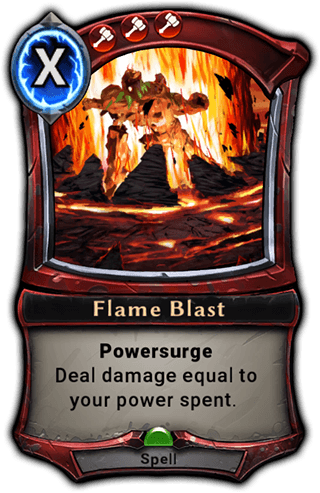 X
Flame Blast
Powersurge
Deal damage equal to
your power spent.
Spell